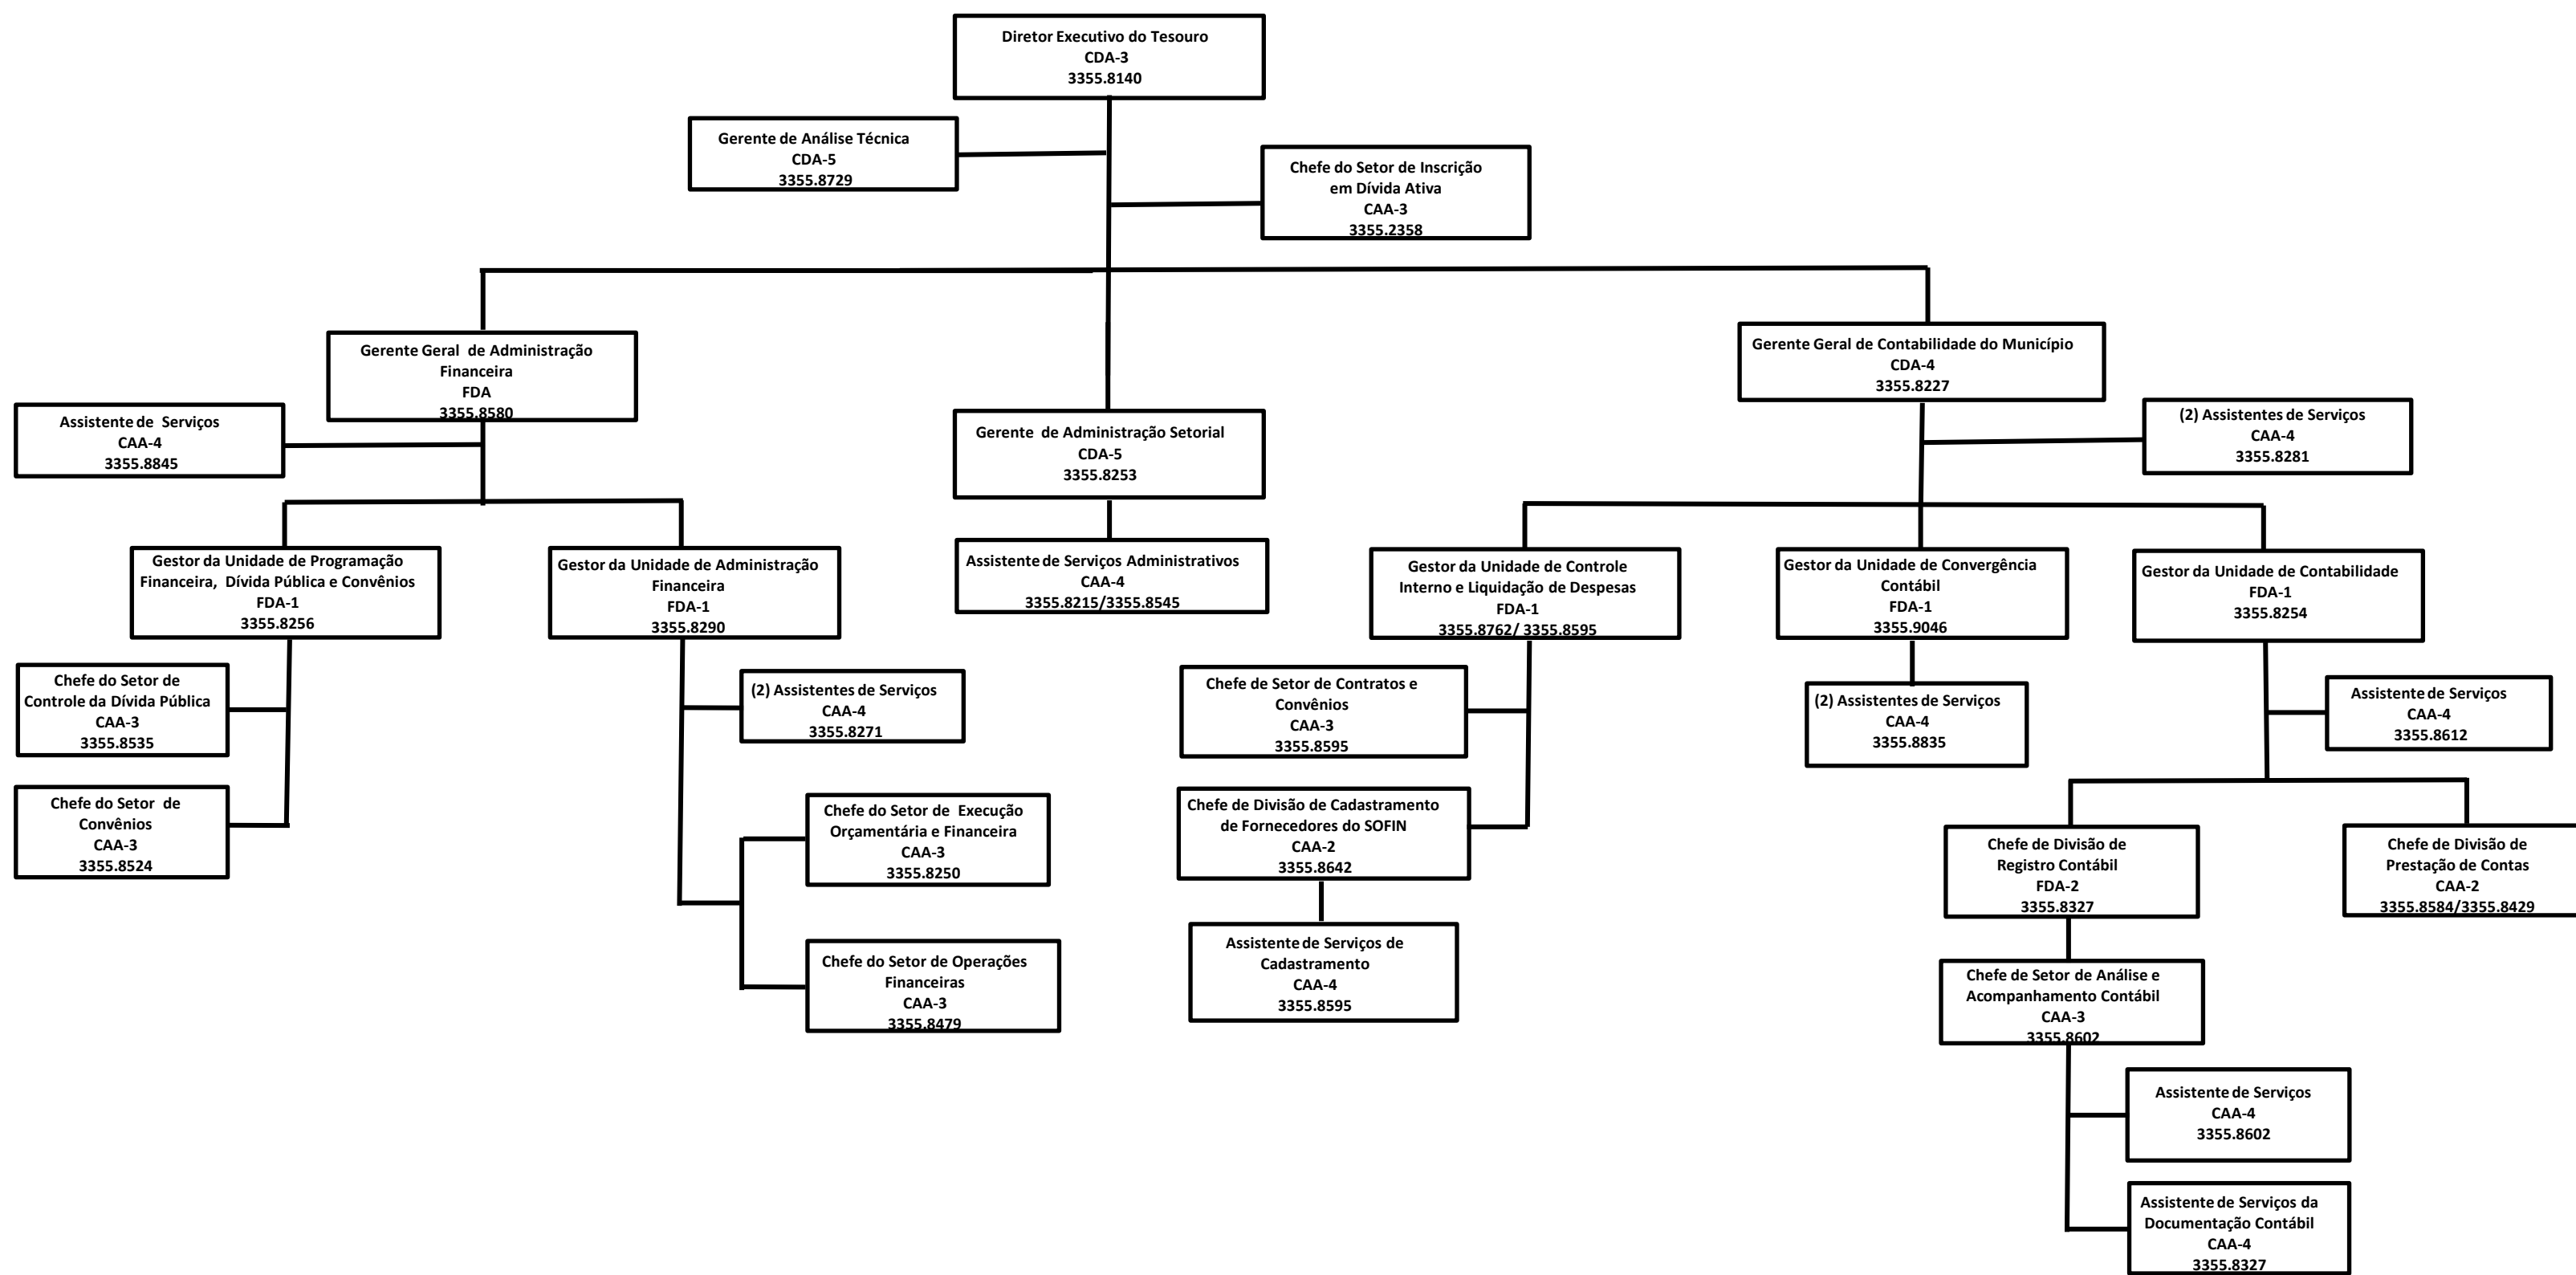 Diretor Executivo do Tesouro
CDA-3
3355.8140
Gerente de Análise Técnica
CDA-5
3355.8729
Chefe do Setor de Inscrição
em Dívida Ativa
CAA-3
3355.2358
Gerente Geral de Administração
Financeira
FDA
3355.8580
Assistente de Serviços
CAA-4
3355.8845
Gerente de Administração Setorial
CDA-5
3355.8253
Gerente Geral de Contabilidade do Município
CDA-4
3355.8227
(2) Assistentes de Serviços
CAA-4
3355.8281
Gestor da Unidade de Programação
Financeira, Dívida Pública e Convênios
FDA-1
3355.8256
Gestor da Unidade de Administração
Financeira
FDA-1
3355.8290
Assistente de Serviços Administrativos
CAA-4
3355.8215/3355.8545
Gestor da Unidade de Controle
Interno e Liquidação de Despesas
FDA-1
3355.8762/ 3355.8595
Gestor da Unidade de Convergência
Contábil
FDA-1
3355.9046
Gestor da Unidade de Contabilidade
FDA-1
3355.8254
Chefe do Setor de
Controle da Dívida Pública
CAA-3
3355.8535
(2) Assistentes de Serviços
CAA-4
3355.8271
Chefe de Setor de Contratos e
Convênios
CAA-3
3355.8595
(2) Assistentes de Serviços
CAA-4
3355.8835
Assistente de Serviços
CAA-4
3355.8612
Chefe do Setor de
Convênios
CAA-3
3355.8524
Chefe do Setor de Execução
Orçamentária e Financeira
CAA-3
3355.8250
Chefe de Divisão de Cadastramento
de Fornecedores do SOFIN
CAA-2
3355.8642
Chefe de Divisão de
Registro Contábil
FDA-2
3355.8327
Chefe de Divisão de
Prestação de Contas
CAA-2
3355.8584/3355.8429
Chefe do Setor de Operações
Financeiras
CAA-3
3355.8479
Assistente de Serviços de
Cadastramento
CAA-4
3355.8595
Chefe de Setor de Análise e
Acompanhamento Contábil
CAA-3
3355.8602
Assistente de Serviços
CAA-4
3355.8602
Assistente de Serviços da
Documentação Contábil
CAA-4
3355.8327